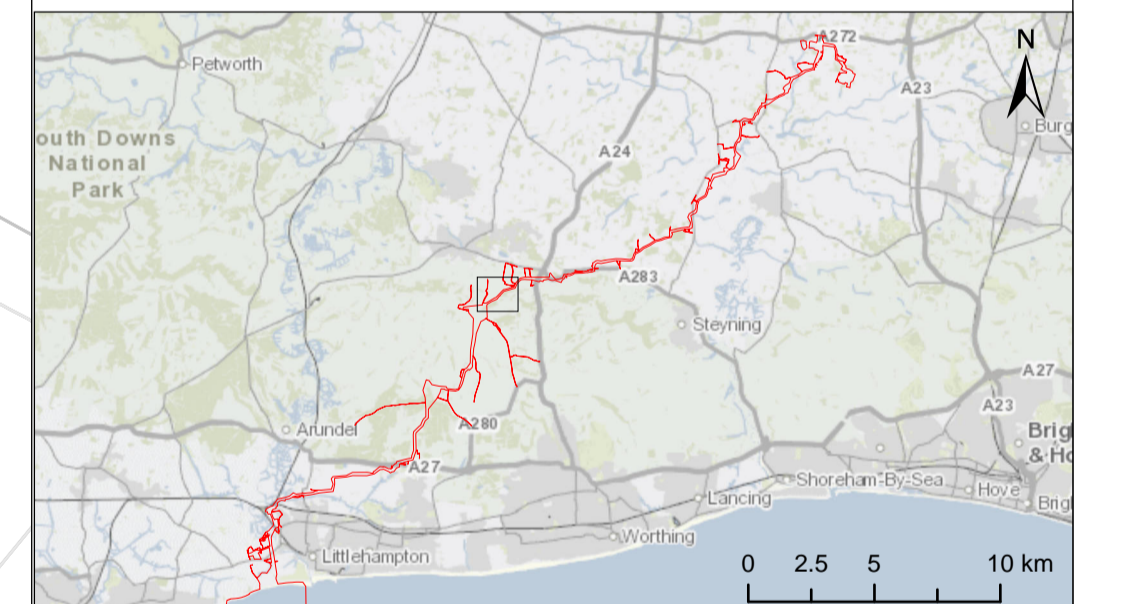 A272
N
Petworth
A23
Burg
outh Downs
National
Park
A24
A283
Steyning
A27
A23
A280
Arundel
Brig
& Ho
A27
Shoreham-By-Sea
Hove
Lancing
Brigl
Worthing
Littlehampton
0 2.5 5 10 km